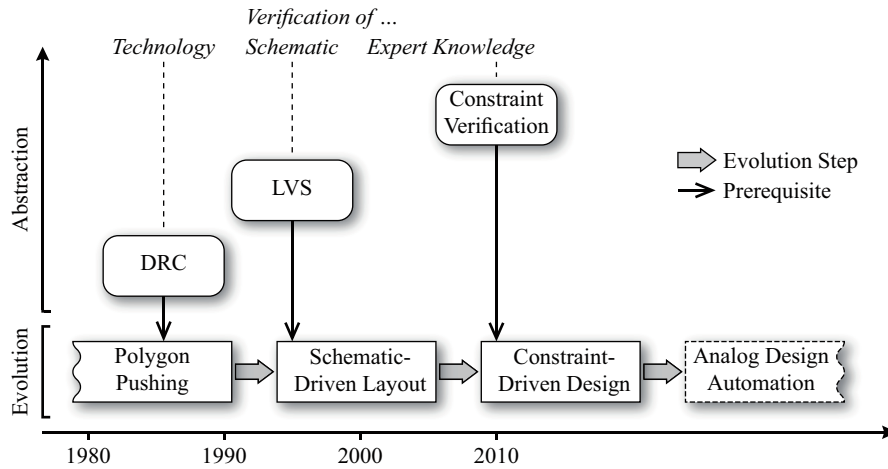 Verification of ...
Technology
Schematic
Expert Knowledge
Constraint
Verification
LVS
DRC
Evolution Step
Prerequisite
Abstraction
Evolution
Polygon
Pushing
Schematic-
Driven Layout
Constraint-
Driven Design
Analog Design
Automation
1980
1990
2000
2010